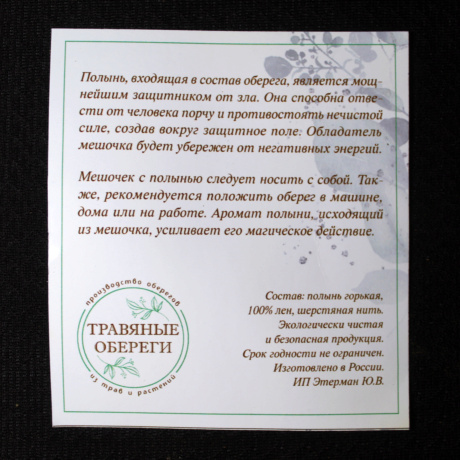 Полынь, входящая в состав оберега, является мощ-
нейшим защитником от зла. Она способна отве-
сти от человека порчу и противостоять нечистой
силе, создав вокруг защитное поле. Обладатель
мешочка будет убережен от негативных энергий.
Мешочек с полынью следует носить с собой. Так-
же, рекомендуется положить оберег в машине,
дома или на работе. Аромат полыни, исходящий
из мешочка, усиливает его магическое действие.
производство оберегов
ТРАВЯНЫЕ
ОБЕРЕГИ
из трав и растений
Состав: полынь горькая,
100% лен, шерстяная нить.
Экологически чистая
и безопасная продукция.
Срок годности не ограничен.
Изготовлено в России.
ИП Этерман Ю.В.